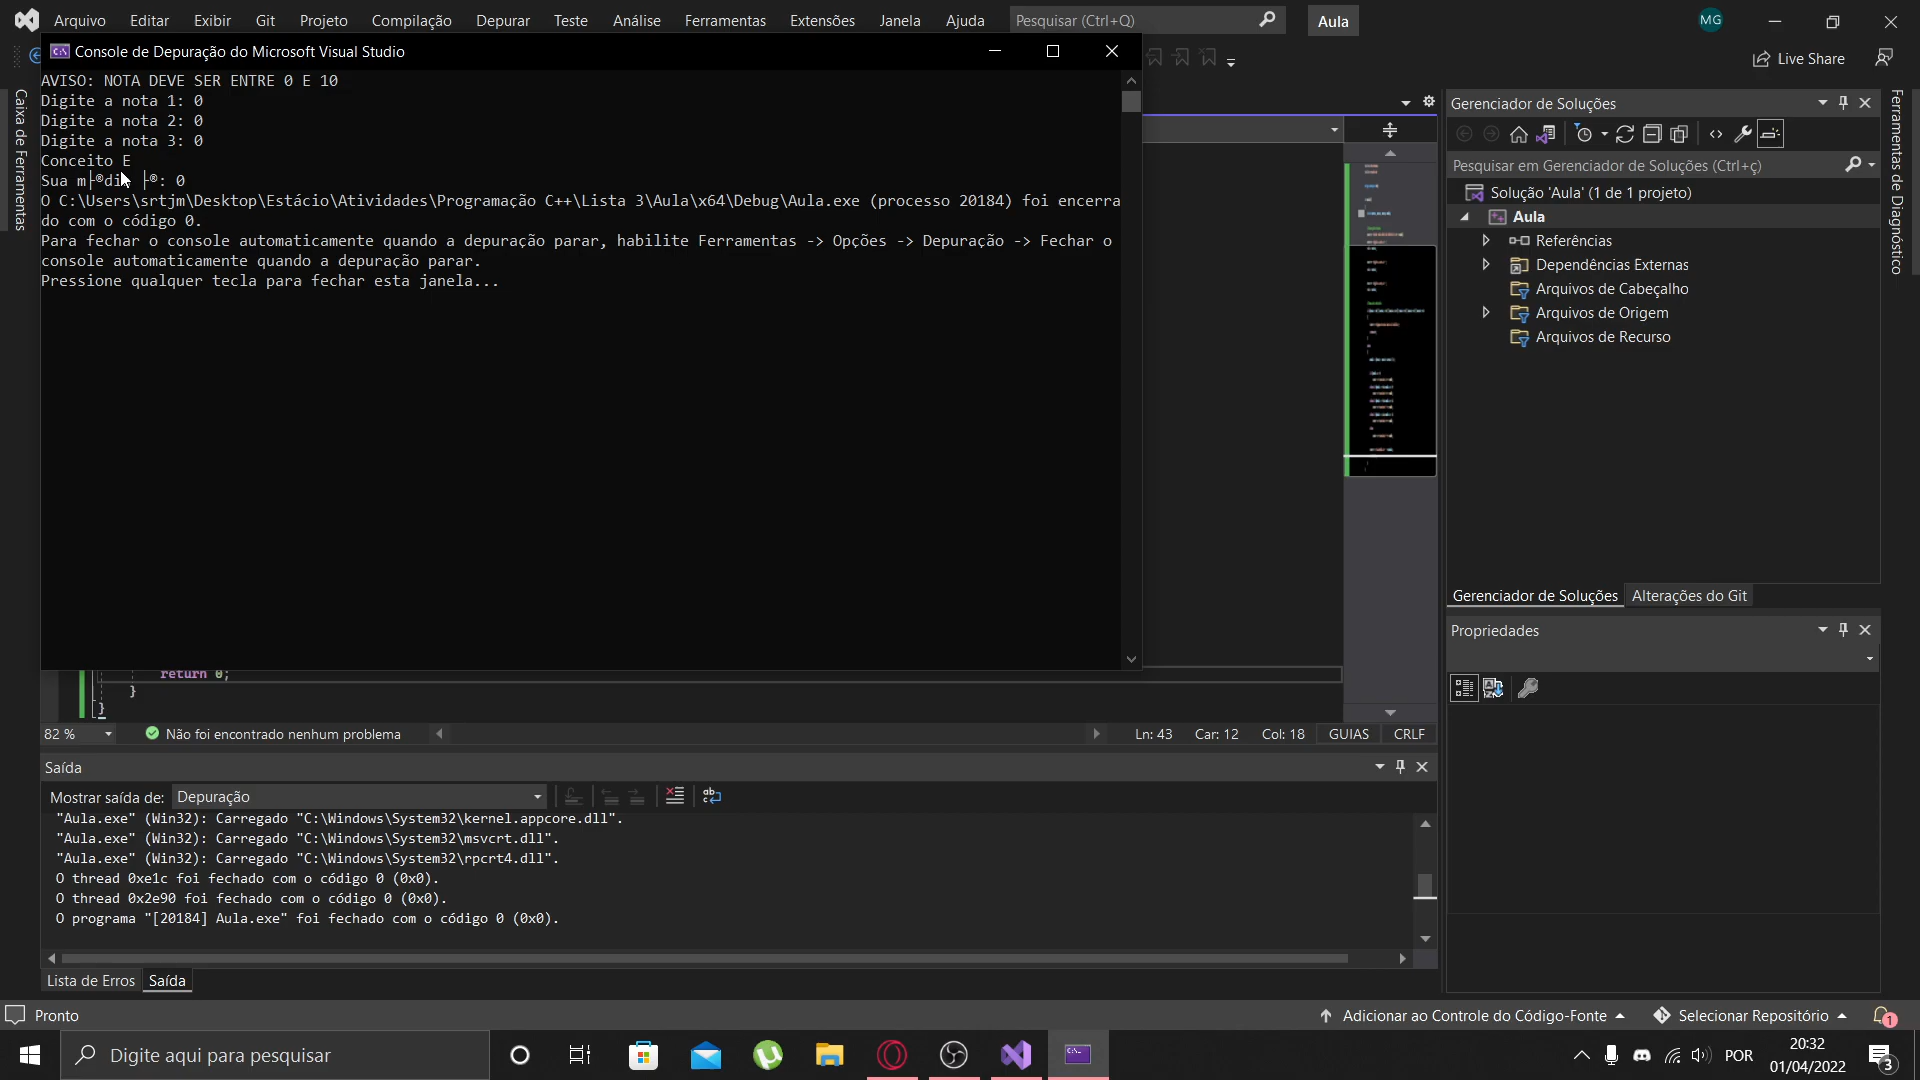 Arquivo Editar Exibir Git Projeto Compilação Depurar Teste Análise Ferramentas Extensões Janela Ajuda Pesquisar (Ctrl+Q) Aula MG
Console de Depuração do Microsoft Visual Studio
Live Share
AVISO: NOTA DEVE SER ENTRE 0 E 10
Digite a nota 1: 0
Digite a nota 2: 0
Digite a nota 3: 0
Conceito E
Sua m├®di ├®: 0
O C:\Users\srtjm\Desktop\Estácio\Atividades\Programação C++\Lista 3\Aula\x64\Debug\Aula.exe (processo 20184) foi encerra
do com o código 0.
Para fechar o console automaticamente quando a depuração parar, habilite Ferramentas -> Opções -> Depuração -> Fechar o
console automaticamente quando a depuração parar.
Pressione qualquer tecla para fechar esta janela...
Caixa de Ferramentas
return 0;
}
}
82 %
Não foi encontrado nenhum problema
Ln: 43 Car: 12 Col: 18 GUIAS CRLF
Saída
Mostrar saída de: Depuração
"Aula.exe" (Win32): Carregado "C:\Windows\System32\kernel.appcore.dll".
"Aula.exe" (Win32): Carregado "C:\Windows\System32\msvcrt.dll".
"Aula.exe" (Win32): Carregado "C:\Windows\System32\rpcrt4.dll".
O thread 0xe1c foi fechado com o código 0 (0x0).
O thread 0x2e90 foi fechado com o código 0 (0x0).
O programa "[20184] Aula.exe" foi fechado com o código 0 (0x0).
Lista de Erros Saída
Gerenciador de Soluções
Pesquisar em Gerenciador de Soluções (Ctrl+ç)
Solução 'Aula' (1 de 1 projeto)
Aula
Referências
Dependências Externas
Arquivos de Cabeçalho
Arquivos de Origem
Arquivos de Recurso
Gerenciador de Soluções Alterações do Git
Propriedades
Ferramentas de Diagnóstico
Pronto
Adicionar ao Controle do Código-Fonte
Selecionar Repositório
1
Digite aqui para pesquisar
POR
20:32
01/04/2022
3